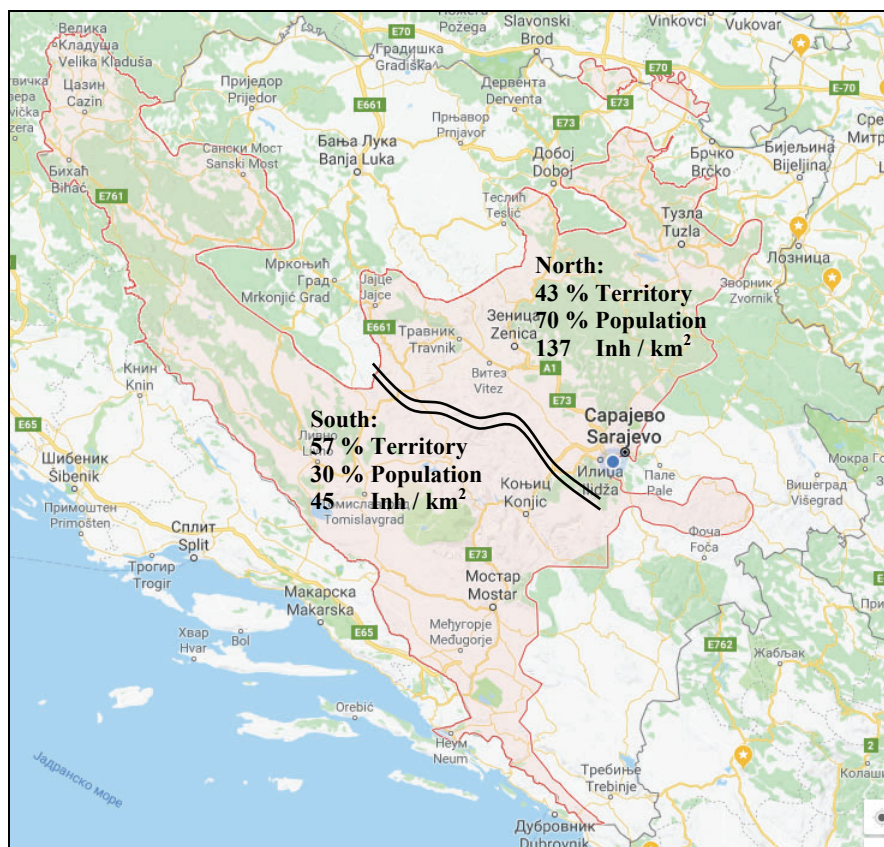 Велика
Кладуша
Velika Kladuša
Цазин
Cazin
Бихаћ
Bihać
E761
Приједор
Prijedor
Сански Мост
Sanski Most
E70
Градишка
Gradiška
E661
Бања Лука
Banja Luka
Požega
Slavonski
Brod
Дервента
Derventa
Прњавор
Prnjavor
E73
E73
E70
Vinkovci
Вуковар
Vukovar
E-70
Добој
Doboj
Теслић
Teslić
Брчко
Brčko
Бијељина
Bijeljina
Тузла
Tuzla
Лозница
Зворник
Zvornik
Мркоњић
Град
Mrkonjić Grad
Јајце
Jajce
E661
Травник
Travnik
Зеница
Zenica
Витез
Vitez
A1
E73
North:
43 % Territory
70 % Population
137 Inh / km²
Книн
Knin
E65
Шибеник
Šibenik
Примоштен
Primošten
South:
57 % Territory
30 % Population
45 Inh / km²
Tomislavgrad
Сарајево
Sarajevo
Илиџа
Ilidža
Пале
Pale
Вишеград
Višegrad
Коњиц
Konjic
Фоча
Foča
Сплит
Split
Трогир
Trogir
E73
Мостар
Mostar
Макарска
Makarska
E65
Међугорје
Međugorje
Хвар
Hvar
Bol
E762
Жабљак
Orebić
Неум
Neum
Јадранско море
Требиње
Trebinje
2
Колашин
Дубровник
Dubrovnik